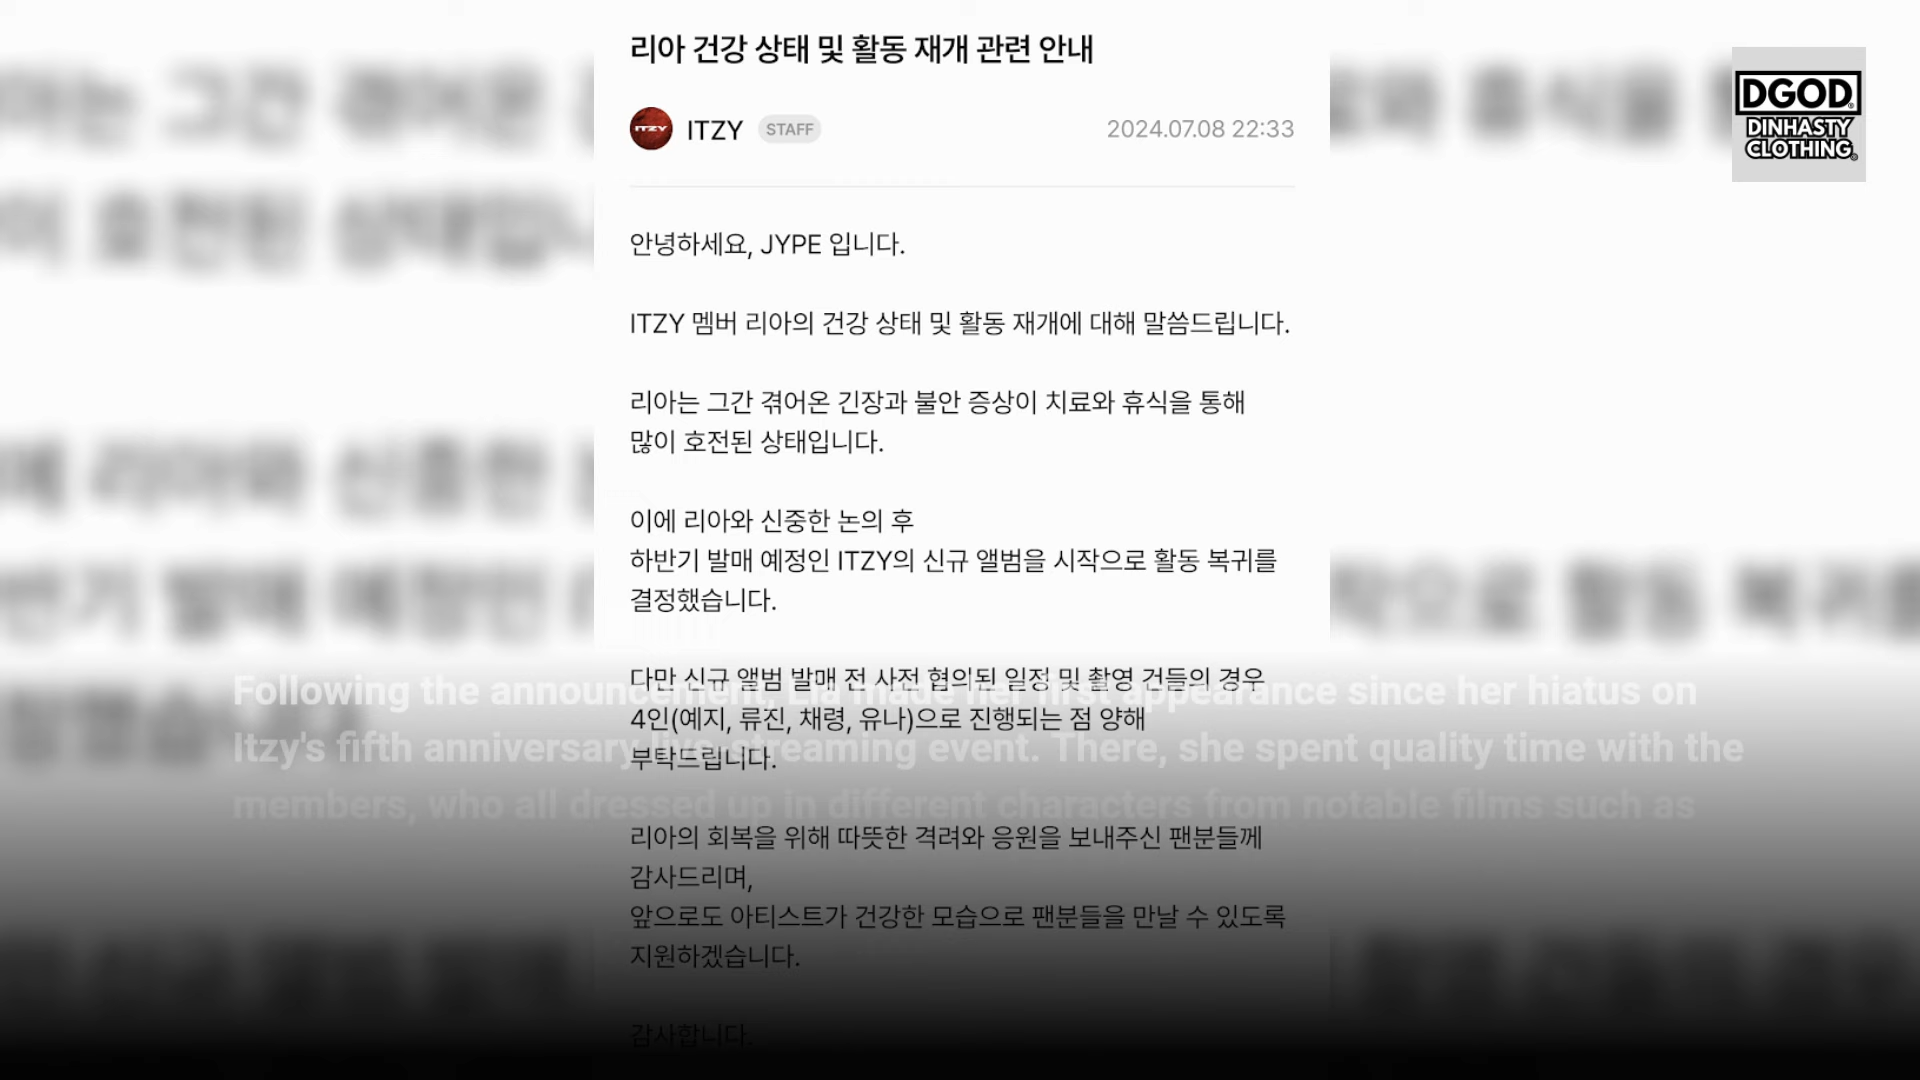 리아 건강 상태 및 활동 재개 관련 안내
ITZY
ITZY STAFF
2024.07.08 22:33
DGOD®
DINHASTY
CLOTHING®
안녕하세요, JYPE 입니다.
ITZY 멤버 리아의 건강 상태 및 활동 재개에 대해 말씀드립니다.
리아는 그간 겪어온 긴장과 불안 증상이 치료와 휴식을 통해
많이 호전된 상태입니다.
이에 리아와 신중한 논의 후
하반기 발매 예정인 ITZY의 신규 앨범을 시작으로 활동 복귀를
결정했습니다.
다만 신규 앨범 발매 전 사전 협의된 일정 및 촬영 건들의 경우
4인(예지, 류진, 채령, 유나)으로 진행되는 점 양해
부탁드립니다.
리아의 회복을 위해 따뜻한 격려와 응원을 보내주신 팬분들께
감사드리며,
앞으로도 아티스트가 건강한 모습으로 팬분들을 만날 수 있도록
지원하겠습니다.
감사합니다.
Following the announcement, Lia made her first appearance since her hiatus on
Itzy's fifth anniversary live streaming event. There, she spent quality time with the
members, who all dressed up in different characters from notable films such as